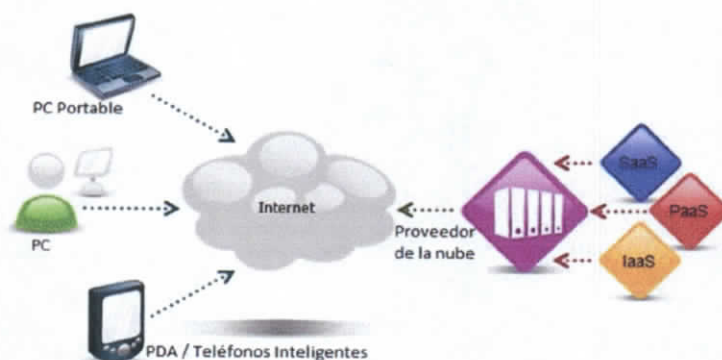 PC Portable
PC
Internet
PDA / Teléfonos Inteligentes
Proveedor
de la nube
SaaS
PaaS
IaaS